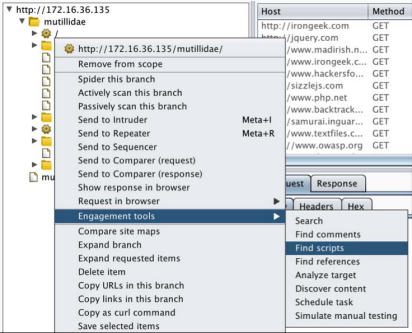 http://172.16.36.135
mutillidae
/
mu
http://172.16.36.135/mutillidae/
Remove from scope
Spider this branch
Actively scan this branch
Passively scan this branch
Send to Intruder Meta+I
Send to Repeater Meta+R
Send to Sequencer
Send to Comparer (request)
Send to Comparer (response)
Show response in browser
Request in browser
Engagement tools
Compare site maps
Expand branch
Expand requested items
Delete item
Copy URLs in this branch
Copy links in this branch
Copy as curl command
Save selected items
Host Method
http://irongeek.com GET
http://jquery.com GET
/www.madirish.n... GET
/www.irongeek.c... GET
/www.hackersfo... GET
/sizzlejs.com GET
/www.php.net GET
/www.backtrack... GET
/samurai.inguar... GET
/www.textfiles.c... GET
//www.owasp.org GET
uest Response
Headers Hex
Search
Find comments
Find scripts
Find references
Analyze target
Discover content
Schedule task
Simulate manual testing